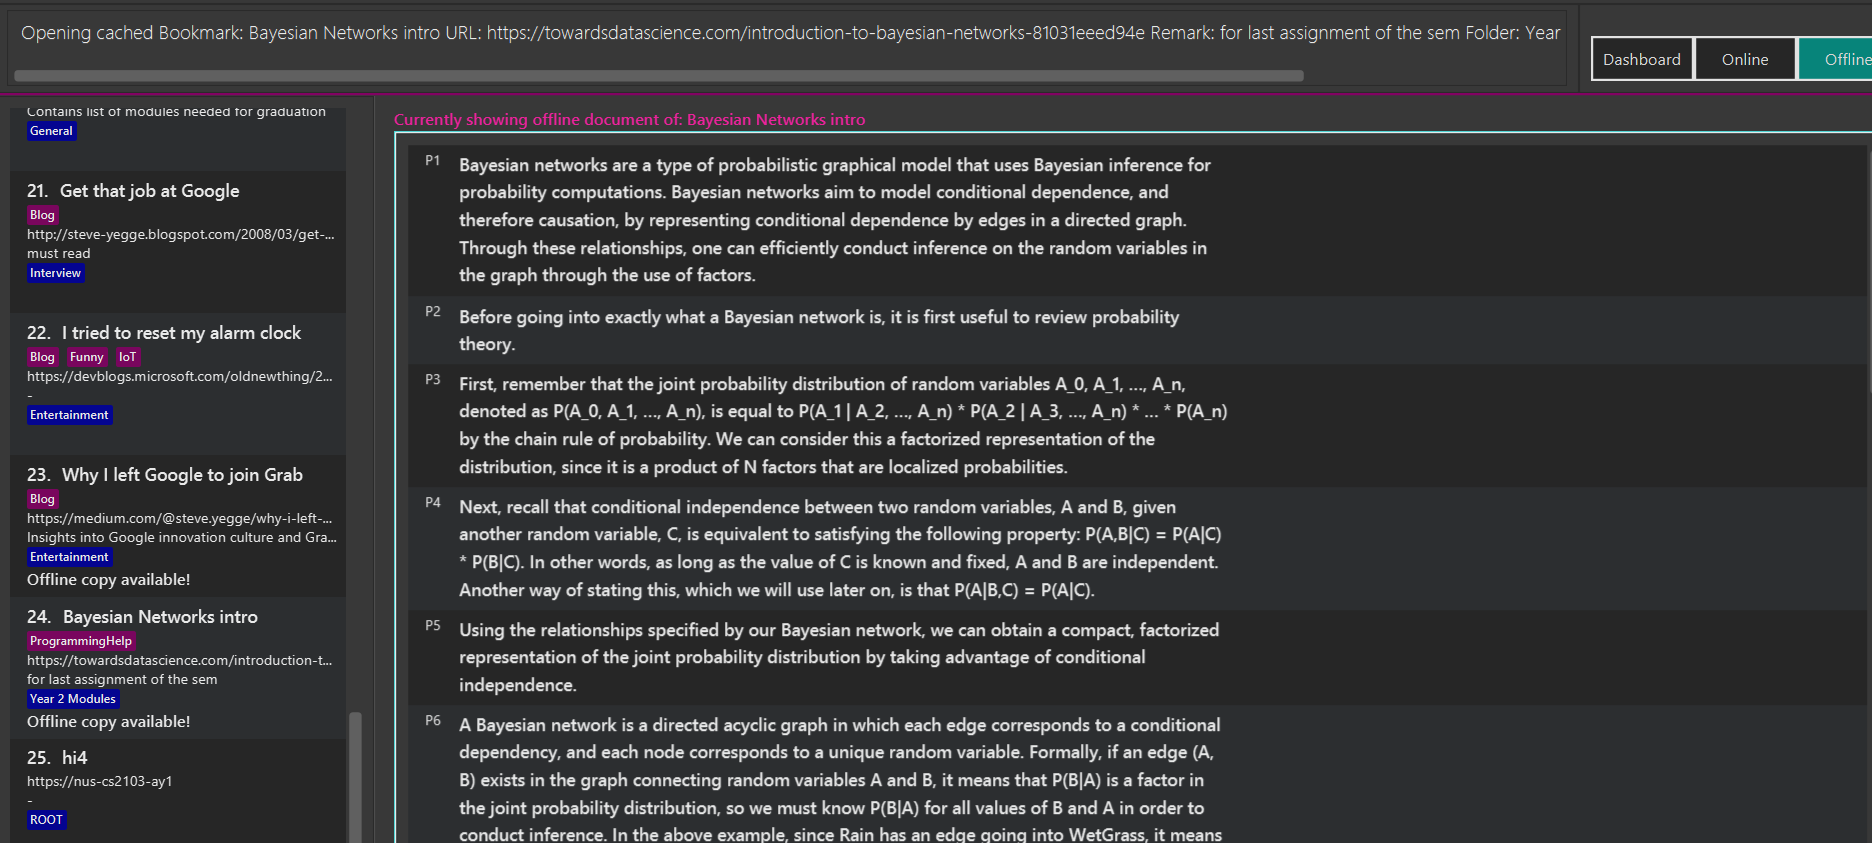 Opening cached Bookmark: Bayesian Networks intro URL: https://towardsdatascience.com/introduction-to-bayesian-networks-81031eeed94e Remark: for last assignment of the sem Folder: Year
Dashboard
Online
Offline
Contains list of modules needed for graduation
General
21. Get that job at Google
Blog
http://steve-yegge.blogspot.com/2008/03/get-...
must read
Interview
22. I tried to reset my alarm clock
Blog Funny IoT
https://devblogs.microsoft.com/oldnewthing/2...
-
Entertainment
23. Why I left Google to join Grab
Blog
https://medium.com/@steve.yegge/why-i-left-...
Insights into Google innovation culture and Gra...
Entertainment
Offline copy available!
24. Bayesian Networks intro
ProgrammingHelp
https://towardsdatascience.com/introduction-t...
for last assignment of the sem
Year 2 Modules
Offline copy available!
25. hi4
https://nus-cs2103-ay1
-
ROOT
Currently showing offline document of: Bayesian Networks intro
P1 Bayesian networks are a type of probabilistic graphical model that uses Bayesian inference for
probability computations. Bayesian networks aim to model conditional dependence, and
therefore causation, by representing conditional dependence by edges in a directed graph.
Through these relationships, one can efficiently conduct inference on the random variables in
the graph through the use of factors.
P2 Before going into exactly what a Bayesian network is, it is first useful to review probability
theory.
P3 First, remember that the joint probability distribution of random variables A_0, A_1, ..., A_n,
denoted as P(A_0, A_1, ..., A_n), is equal to P(A_1 | A_2, ..., A_n) * P(A_2 | A_3, ..., A_n) * ... * P(A_n)
by the chain rule of probability. We can consider this a factorized representation of the
distribution, since it is a product of N factors that are localized probabilities.
P4 Next, recall that conditional independence between two random variables, A and B, given
another random variable, C, is equivalent to satisfying the following property: P(A,B|C) = P(A|C)
* P(B|C). In other words, as long as the value of C is known and fixed, A and B are independent.
Another way of stating this, which we will use later on, is that P(A|B,C) = P(A|C).
P5 Using the relationships specified by our Bayesian network, we can obtain a compact, factorized
representation of the joint probability distribution by taking advantage of conditional
independence.
P6 A Bayesian network is a directed acyclic graph in which each edge corresponds to a conditional
dependency, and each node corresponds to a unique random variable. Formally, if an edge (A,
B) exists in the graph connecting random variables A and B, it means that P(B|A) is a factor in
the joint probability distribution, so we must know P(B|A) for all values of B and A in order to
conduct inference. In the above example, since Rain has an edge going into WetGrass, it means